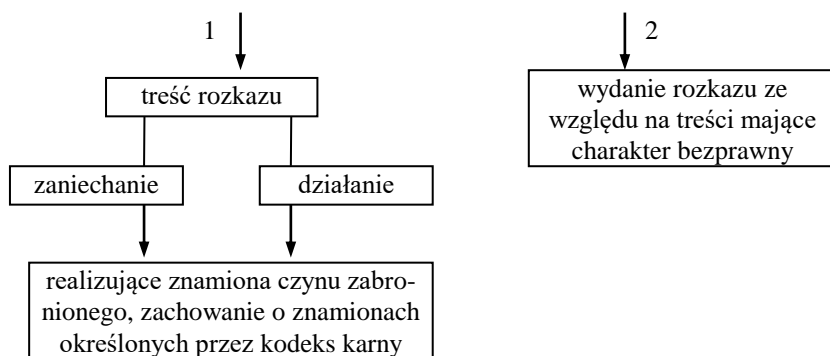 1
treść rozkazu
zaniechanie
działanie
realizujące znamiona czynu zabro-
nionego, zachowanie o znamionach
określonych przez kodeks karny
2
wydanie rozkazu ze
względu na treści mające
charakter bezprawny